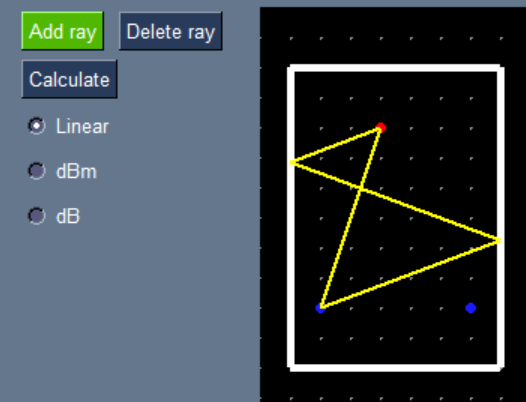 Add ray Delete ray
Calculate
Linear
dBm
dB